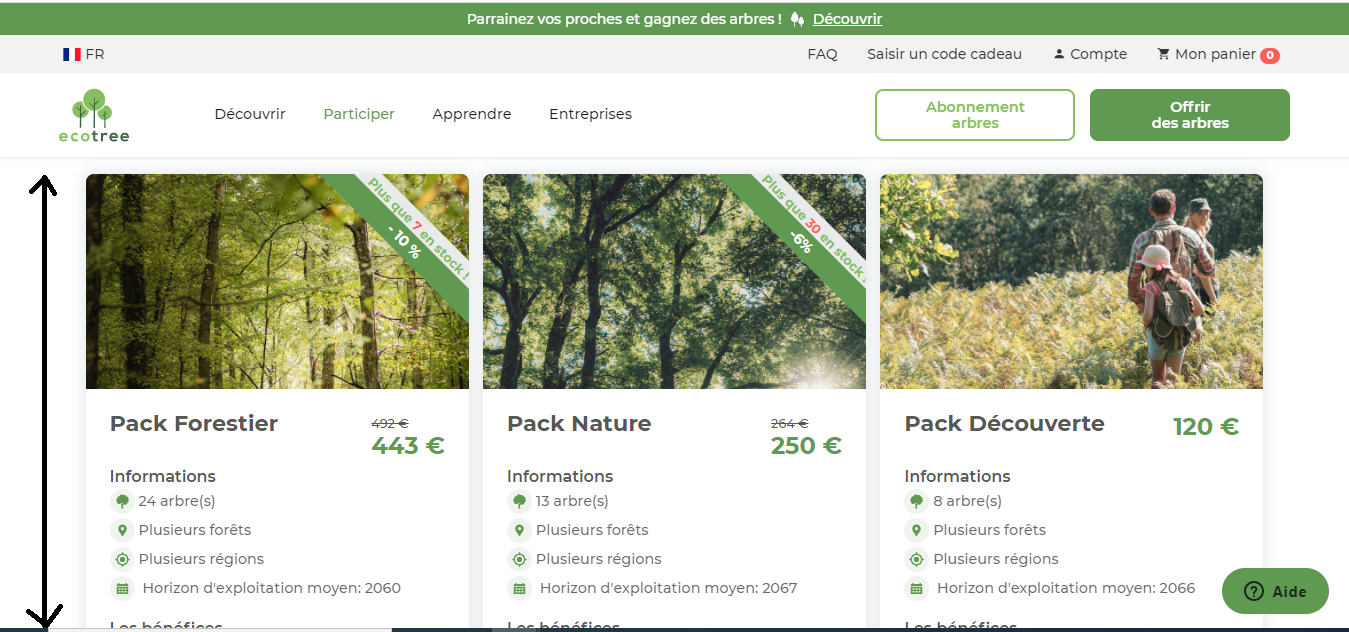 Parrainez vos proches et gagnez des arbres ! Découvrir
FR
FAQ
Saisir un code cadeau
Compte
Mon panier 0
ecotree
Découvrir
Participer
Apprendre
Entreprises
Abonnement
arbres
Offrir
des arbres
Plus que 7 en stock !
- 10 %
Plus que 30 en stock !
-6%
Pack Forestier
492 €
443 €
Informations
24 arbre(s)
Plusieurs forêts
Plusieurs régions
Horizon d'exploitation moyen: 2060
Les bénéfices
Pack Nature
264 €
250 €
Informations
13 arbre(s)
Plusieurs forêts
Plusieurs régions
Horizon d'exploitation moyen: 2067
Les bénéfices
Pack Découverte
120 €
Informations
8 arbre(s)
Plusieurs forêts
Plusieurs régions
Horizon d'exploitation moyen: 2066
Les bénéfices
Aide